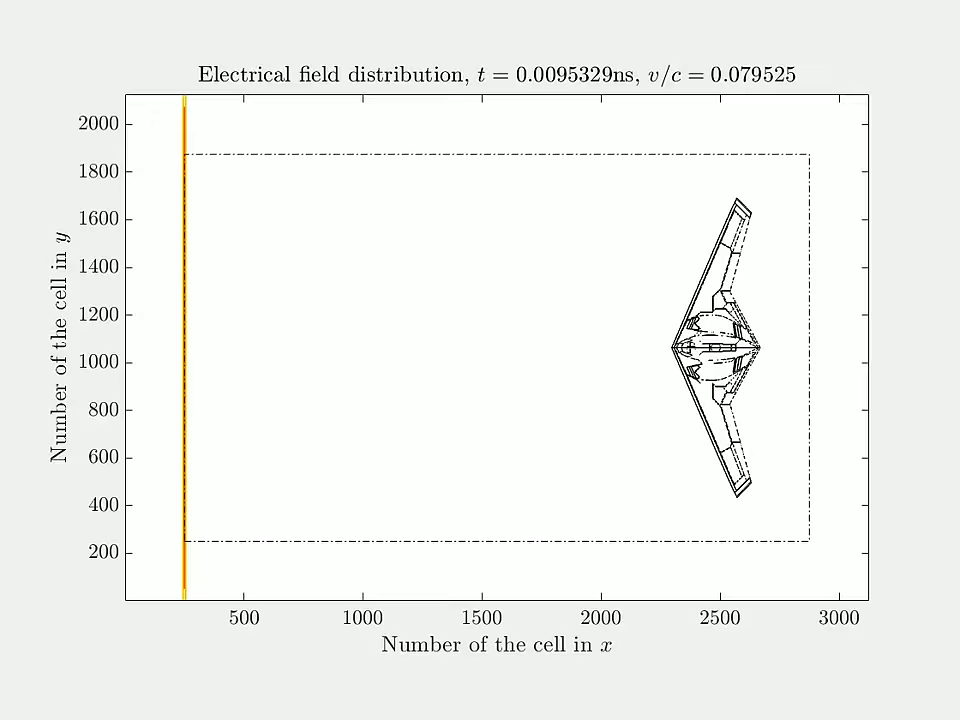 Electrical field distribution, t = 0.0095329ns, v/c = 0.079525
2000
1800
1600
1400
1200
1000
800
600
400
200
Number of the cell in y
500 1000 1500 2000 2500 3000
Number of the cell in x